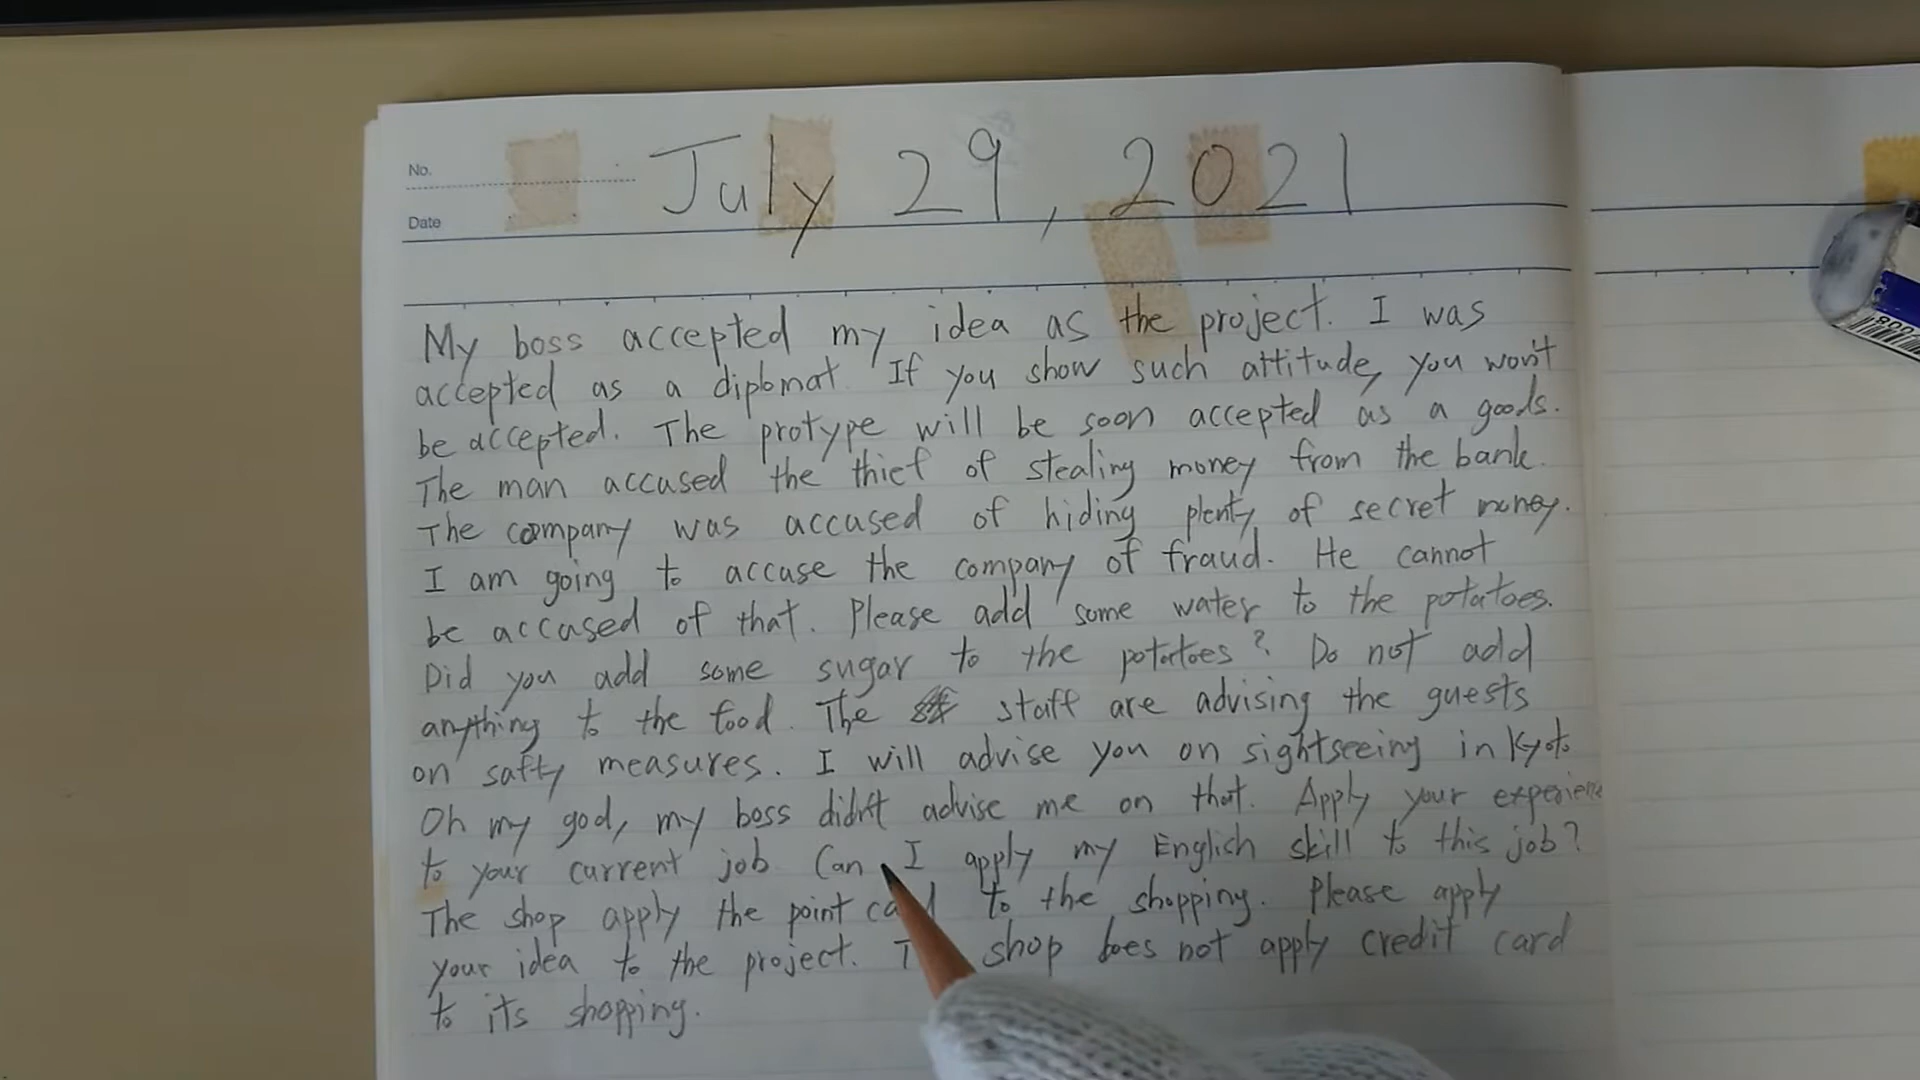 No.
July 29, 2021
Date
My boss accepted my idea as the project. I was
accepted as a diplomat. If you show such attitude, you won't
be accepted. The protype will be soon accepted as a goods.
The man accused the thief of stealing money from the bank.
The company was accused of hiding plenty of secret money.
I am going to accuse the company of fraud. He cannot
be accused of that. Please add some water to the potatoes.
Did you add some sugar to the potatoes? Do not add
anything to the food. The staff are advising the guests
on safty measures. I will advise you on sightseeing in Kyoto
Oh my god, my boss didn't advise me on that. Apply your
to your current job. Can I apply my English skill to this job?
The shop apply the point to the shopping. Please apply
your idea to the project. shop does not apply credit card
to its shopping.